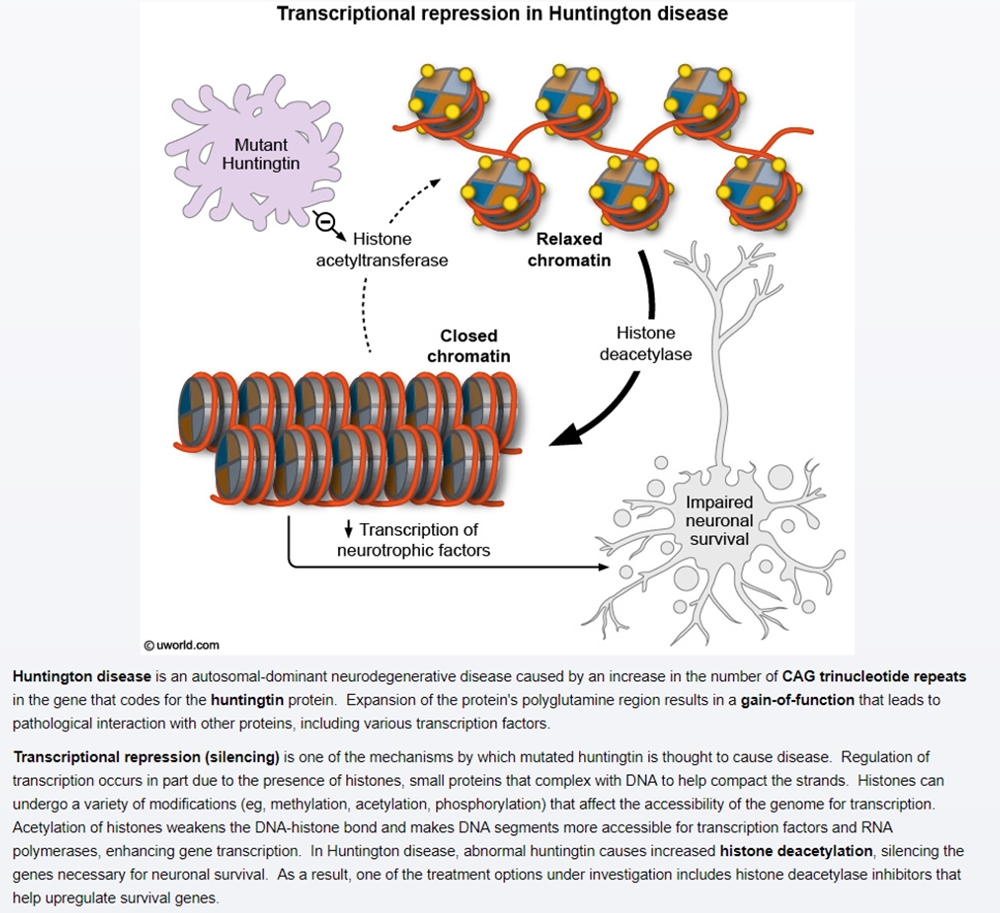 Transcriptional repression in Huntington disease
Mutant
Huntingtin
Histone
acetyltransferase
Relaxed
chromatin
Closed
chromatin
Histone
deacetylase
Impaired
neuronal
survival
Transcription of
neurotrophic factors
© uworld.com
Huntington disease is an autosomal-dominant neurodegenerative disease caused by an increase in the number of CAG trinucleotide repeats
in the gene that codes for the huntingtin protein. Expansion of the protein's polyglutamine region results in a gain-of-function that leads to
pathological interaction with other proteins, including various transcription factors.
Transcriptional repression (silencing) is one of the mechanisms by which mutated huntingtin is thought to cause disease. Regulation of
transcription occurs in part due to the presence of histones, small proteins that complex with DNA to help compact the strands. Histones can
undergo a variety of modifications (eg, methylation, acetylation, phosphorylation) that affect the accessibility of the genome for transcription.
Acetylation of histones weakens the DNA-histone bond and makes DNA segments more accessible for transcription factors and RNA
polymerases, enhancing gene transcription. In Huntington disease, abnormal huntingtin causes increased histone deacetylation, silencing the
genes necessary for neuronal survival. As a result, one of the treatment options under investigation includes histone deacetylase inhibitors that
help upregulate survival genes.